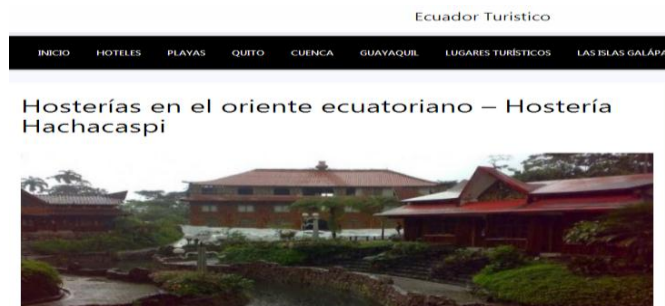 Ecuador Turistico
INICIO HOTELES PLAYAS QUITO CUENCA GUAYAQUIL LUGARES TURÍSTICOS LAS ISLAS GALÁPA
Hosterías en el oriente ecuatoriano – Hostería
Hachacaspi